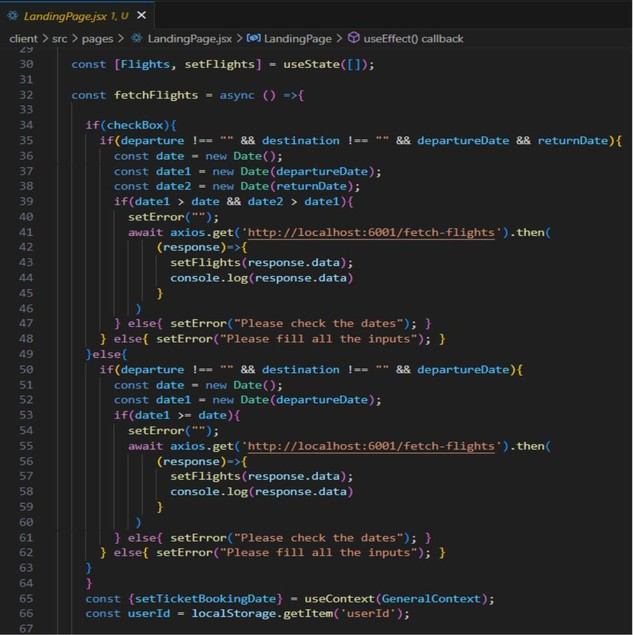 LandingPage.jsx 1, U
client > src > pages > LandingPage.jsx > LandingPage > useEffect() callback
29
30 const [Flights, setFlights] = useState([]);
31
32 const fetchFlights = async () =>{
33
34 if(checkBox){
35 if(departure !== "" && destination !== "" && departureDate && returnDate){
36 const date = new Date();
37 const date1 = new Date(departureDate);
38 const date2 = new Date(returnDate);
39 if(date1 > date && date2 > date1){
40 setError("");
41 await axios.get('http://localhost:6001/fetch-flights').then(
42 (response)=>{
43 setFlights(response.data);
44 console.log(response.data)
45 }
46 )
47 } else{ setError("Please check the dates"); }
48 } else{ setError("Please fill all the inputs"); }
49 }else{
50 if(departure !== "" && destination !== "" && departureDate){
51 const date = new Date();
52 const date1 = new Date(departureDate);
53 if(date1 >= date){
54 setError("");
55 await axios.get('http://localhost:6001/fetch-flights').then(
56 (response)=>{
57 setFlights(response.data);
58 console.log(response.data)
59 }
60 )
61 } else{ setError("Please check the dates"); }
62 } else{ setError("Please fill all the inputs"); }
63 }
64 }
65 const {setTicketBookingDate} = useContext(GeneralContext);
66 const userId = localStorage.getItem('userId');
67